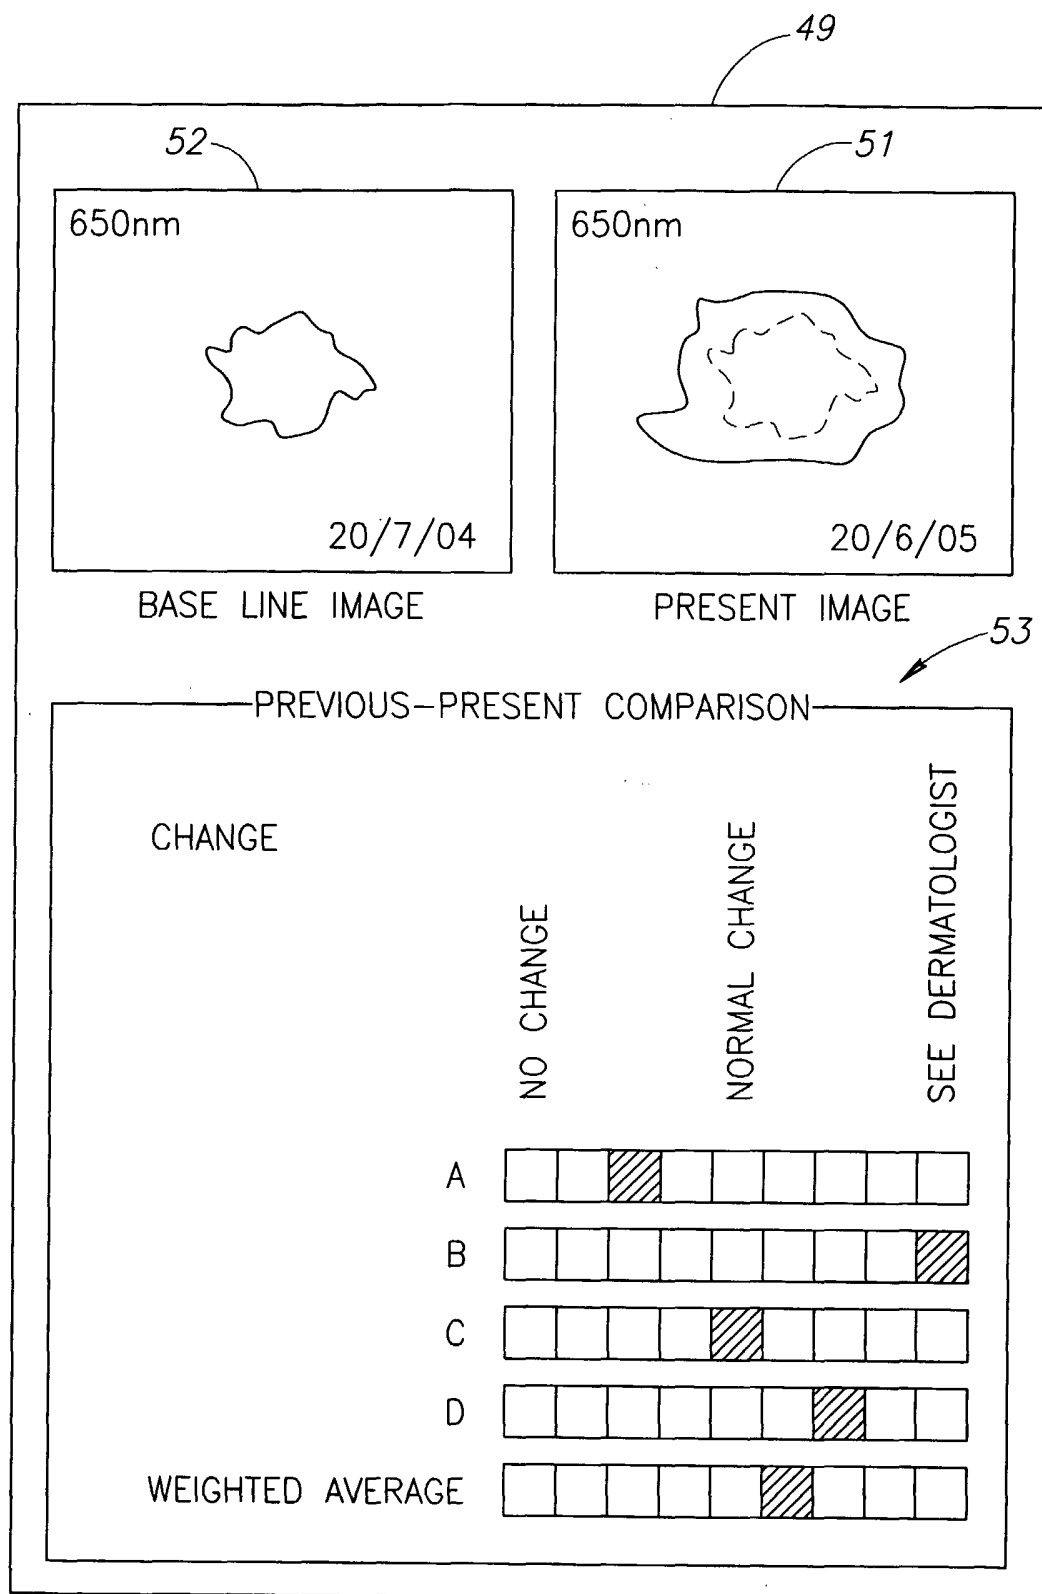 49
52
51
650nm
650nm
20/7/04
20/6/05
BASE LINE IMAGE
PRESENT IMAGE
53
PREVIOUS-PRESENT COMPARISON
CHANGE
NO CHANGE
NORMAL CHANGE
SEE DERMATOLOGIST
A
B
C
D
WEIGHTED AVERAGE